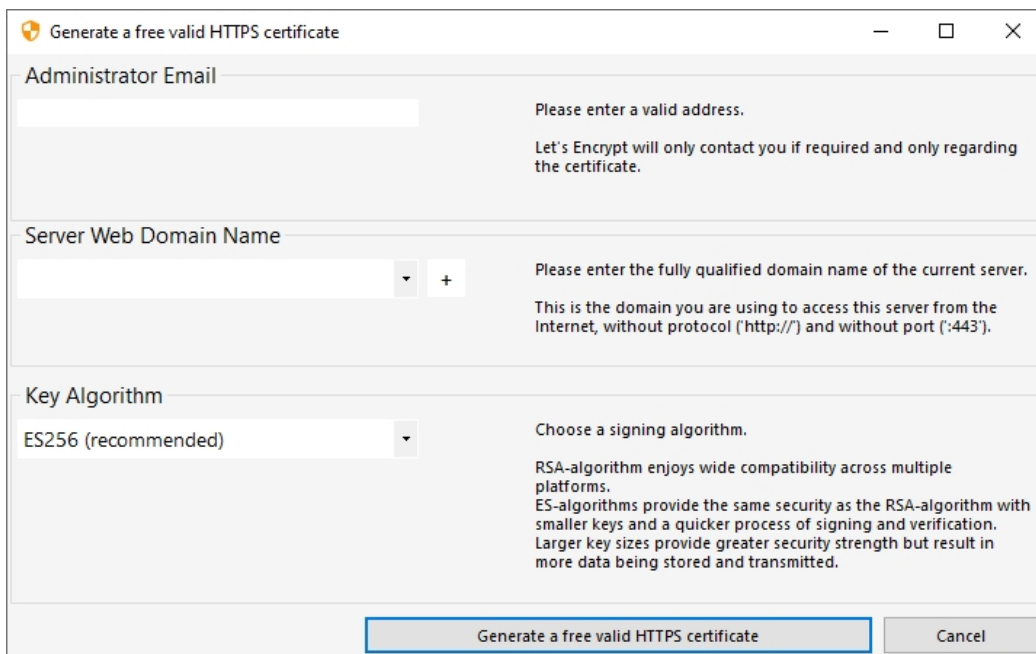 Generate a free valid HTTPS certificate
Administrator Email
Please enter a valid address.
Let's Encrypt will only contact you if required and only regarding
the certificate.
Server Web Domain Name
+
Please enter the fully qualified domain name of the current server.
This is the domain you are using to access this server from the
Internet, without protocol ('http://') and without port (':443').
Key Algorithm
ES256 (recommended)
Choose a signing algorithm.
RSA-algorithm enjoys wide compatibility across multiple
platforms.
ES-algorithms provide the same security as the RSA-algorithm with
smaller keys and a quicker process of signing and verification.
Larger key sizes provide greater security strength but result in
more data being stored and transmitted.
Generate a free valid HTTPS certificate
Cancel